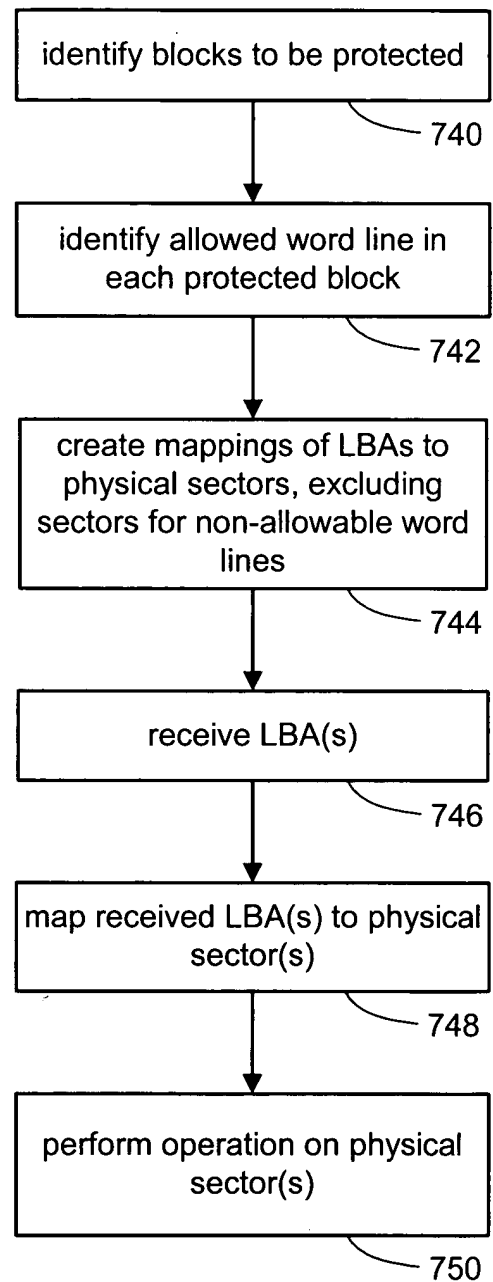 identify blocks to be protected
740
identify allowed word line in
each protected block
742
create mappings of LBAs to
physical sectors, excluding
sectors for non-allowable word
lines
744
receive LBA(s)
746
map received LBA(s) to physical
sector(s)
748
perform operation on physical
sector(s)
750